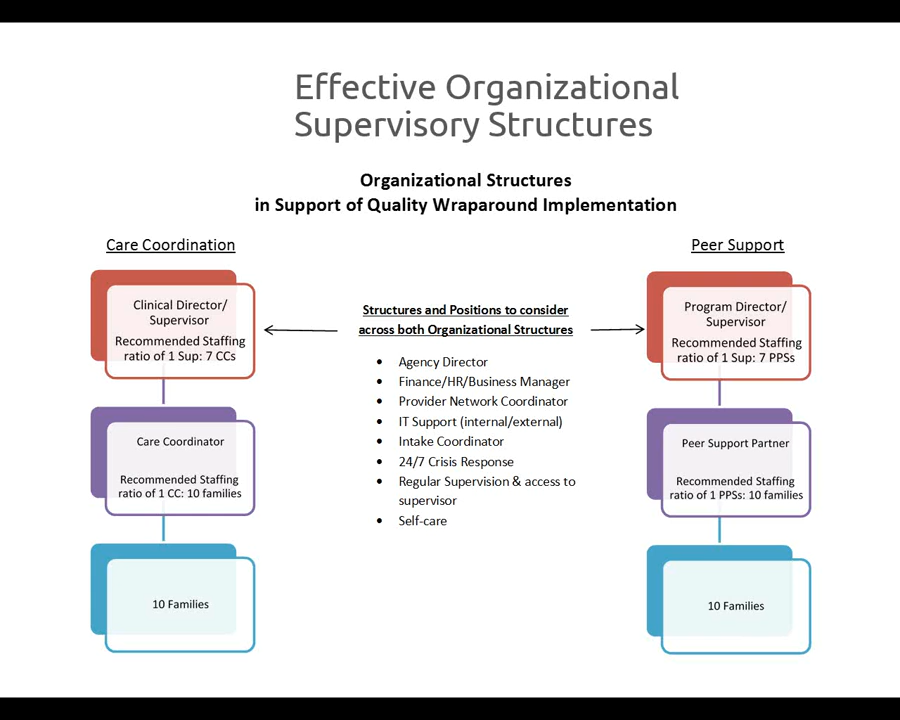 Effective Organizational
Supervisory Structures
Organizational Structures
in Support of Quality Wraparound Implementation
Care Coordination
Clinical Director/
Supervisor
Recommended Staffing
ratio of 1 Sup: 7 CCs
Care Coordinator
Recommended Staffing
ratio of 1 CC: 10 families
10 Families
Structures and Positions to consider
across both Organizational Structures
• Agency Director
• Finance/HR/Business Manager
• Provider Network Coordinator
• IT Support (internal/external)
• Intake Coordinator
• 24/7 Crisis Response
• Regular Supervision & access to
supervisor
• Self-care
Peer Support
Program Director/
Supervisor
Recommended Staffing
ratio of 1 Sup: 7 PPSs
Peer Support Partner
Recommended Staffing
ratio of 1 PPSs: 10 families
10 Families